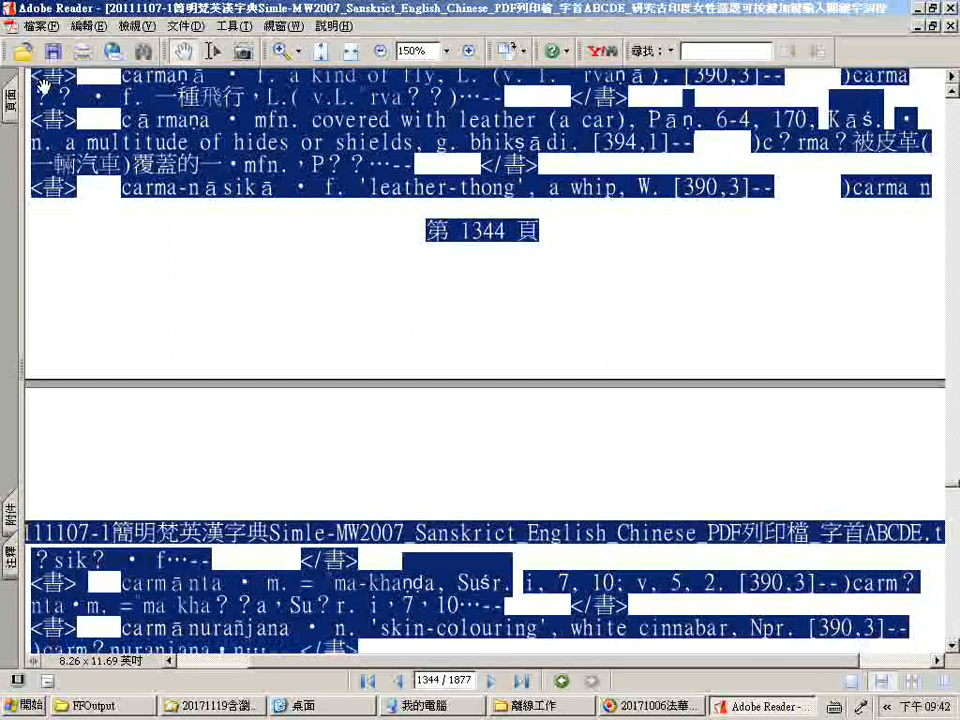 Adobe Reader - [20111107-1簡明梵英漢字典Simle-MW2007_Sanskrict_English_Chinese_PDF列印檔_字首ABCDE_研究古印度女性議題可按鍵加鍵輸入關鍵字詞
檔案(F) 編輯(E) 檢視(V) 文件(D) 工具(T) 視窗(W) 說明(H)
150% Y! 尋找：
頁面
<書> carmaṇā ‧ f. a kind of fly, L. (v. l. rvaṇā). [390,3]-- )carma
？？ ‧ f. 一種飛行，L.( v.L. "rva？？)…-- </書>
<書> cārmaṇa ‧ mfn. covered with leather (a car), Pāṇ. 6-4, 170, Kāś. ‧
n. a multitude of hides or shields, g. bhikṣādi. [394,1]-- )c？rma？被皮革(
一輛汽車)覆蓋的一‧mfn.，P？？…-- </書>
<書> carma-nāsikā ‧ f. 'leather-thong', a whip, W. [390,3]-- )carma n
第 1344 頁
附件
註釋
111107-1簡明梵英漢字典Simle-MW2007_Sanskrict_English_Chinese_PDF列印檔_字首ABCDE.t
？sik？ ‧ f…-- </書>
<書> carmānta ‧ m. = "ma-khaṇḍa, Suśr. i, 7, 10; v, 5, 2. [390,3]--)carm？
nta‧m. = ma kha？？a，Su？r. i，7，10…-- </書>
<書> carmānurañjana ‧ n. 'skin-colouring', white cinnabar, Npr. [390,3]--
)carm？nurañjana‧n…-- </書>
8.26 x 11.69 英吋
1344 / 1877
開始 FFOutput 20171119含瀏... 桌面 我的電腦 離線工作 20171006法華... Adobe Reader - [... « 下午 09:42